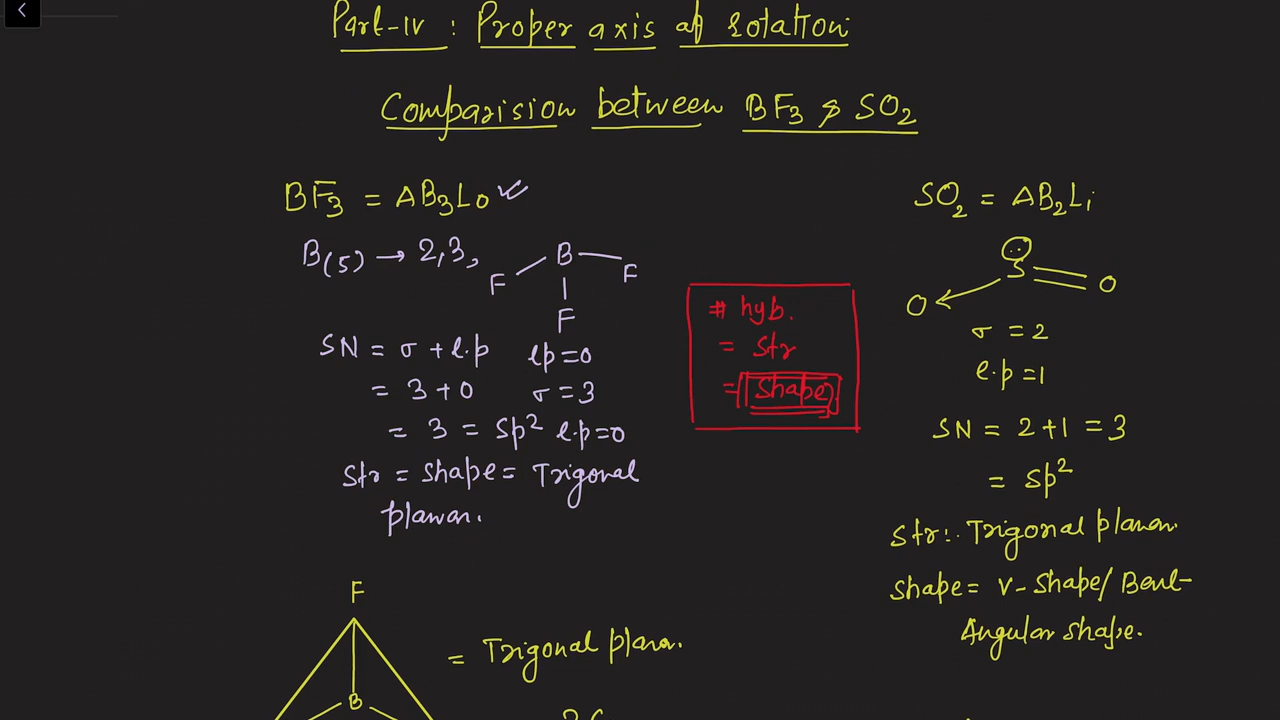 Part-IV : Proper axis of rotation
Comparision between BF3 & SO2
BF3 = AB3L0
B(5) → 2,3,
F B F
F
SN = σ + l.p lp=0
= 3+0 σ=3
= 3 = Sp2 l.p=0
Str = shape = Trigonal
planar.
# hyb.
= Str
= Shape
SO2 = AB2L1
S
O O
σ = 2
l.p = 1
SN = 2+1 = 3
= Sp2
Str: Trigonal planar.
Shape = V-Shape/ Bent-
Angular shape.
F
B
= Trigonal planar.